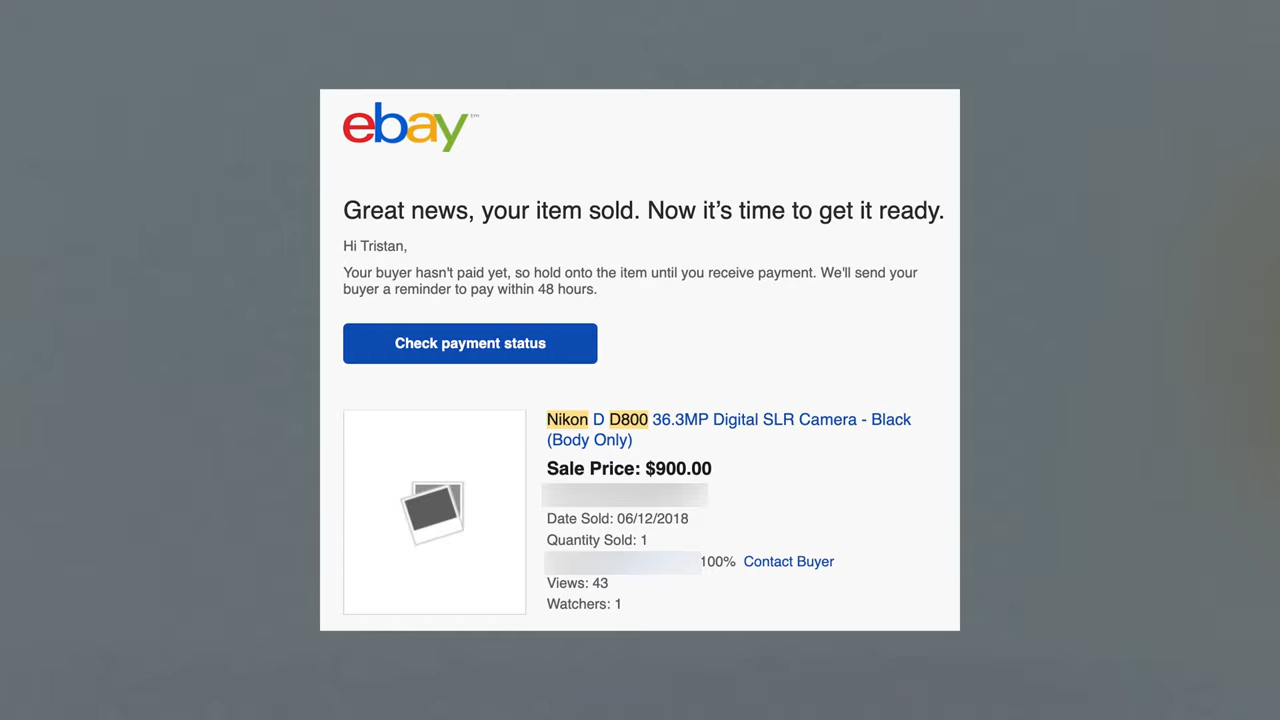 ebay™
Great news, your item sold. Now it’s time to get it ready.
Hi Tristan,
Your buyer hasn't paid yet, so hold onto the item until you receive payment. We'll send your
buyer a reminder to pay within 48 hours.
Check payment status
Nikon D D800 36.3MP Digital SLR Camera - Black
(Body Only)
Sale Price: $900.00
Date Sold: 06/12/2018
Quantity Sold: 1
100% Contact Buyer
Views: 43
Watchers: 1